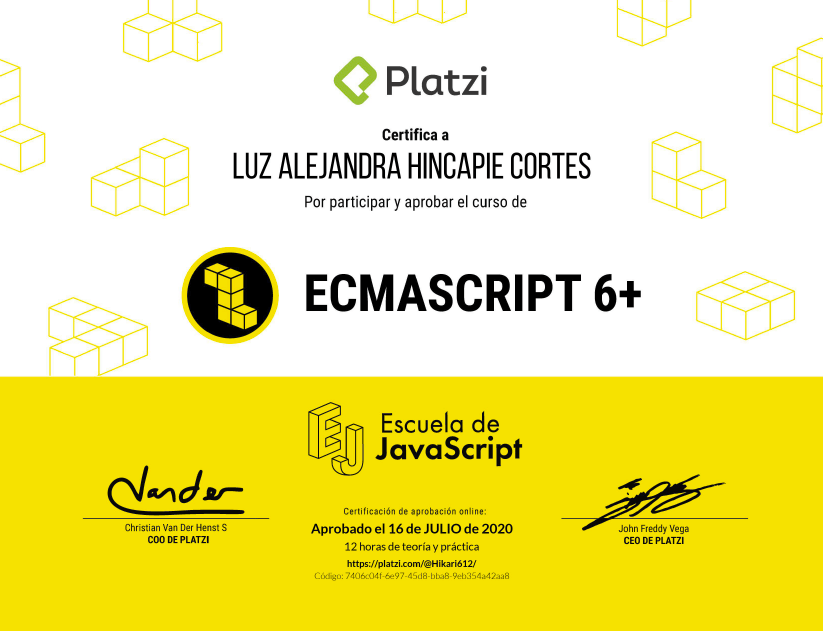 Platzi
Certifica a
LUZ ALEJANDRA HINCAPIE CORTES
Por participar y aprobar el curso de
ECMASCRIPT 6+
EJ Escuela de
JavaScript
Vander
Christian Van Der Henst S
COO DE PLATZI
Certificación de aprobación online:
Aprobado el 16 de JULIO de 2020
12 horas de teoría y práctica
https://platzi.com/@Hikari612/
Código: 7406c04f-6e97-45d8-bba8-9eb354a42aa8
John Freddy Vega
CEO DE PLATZI